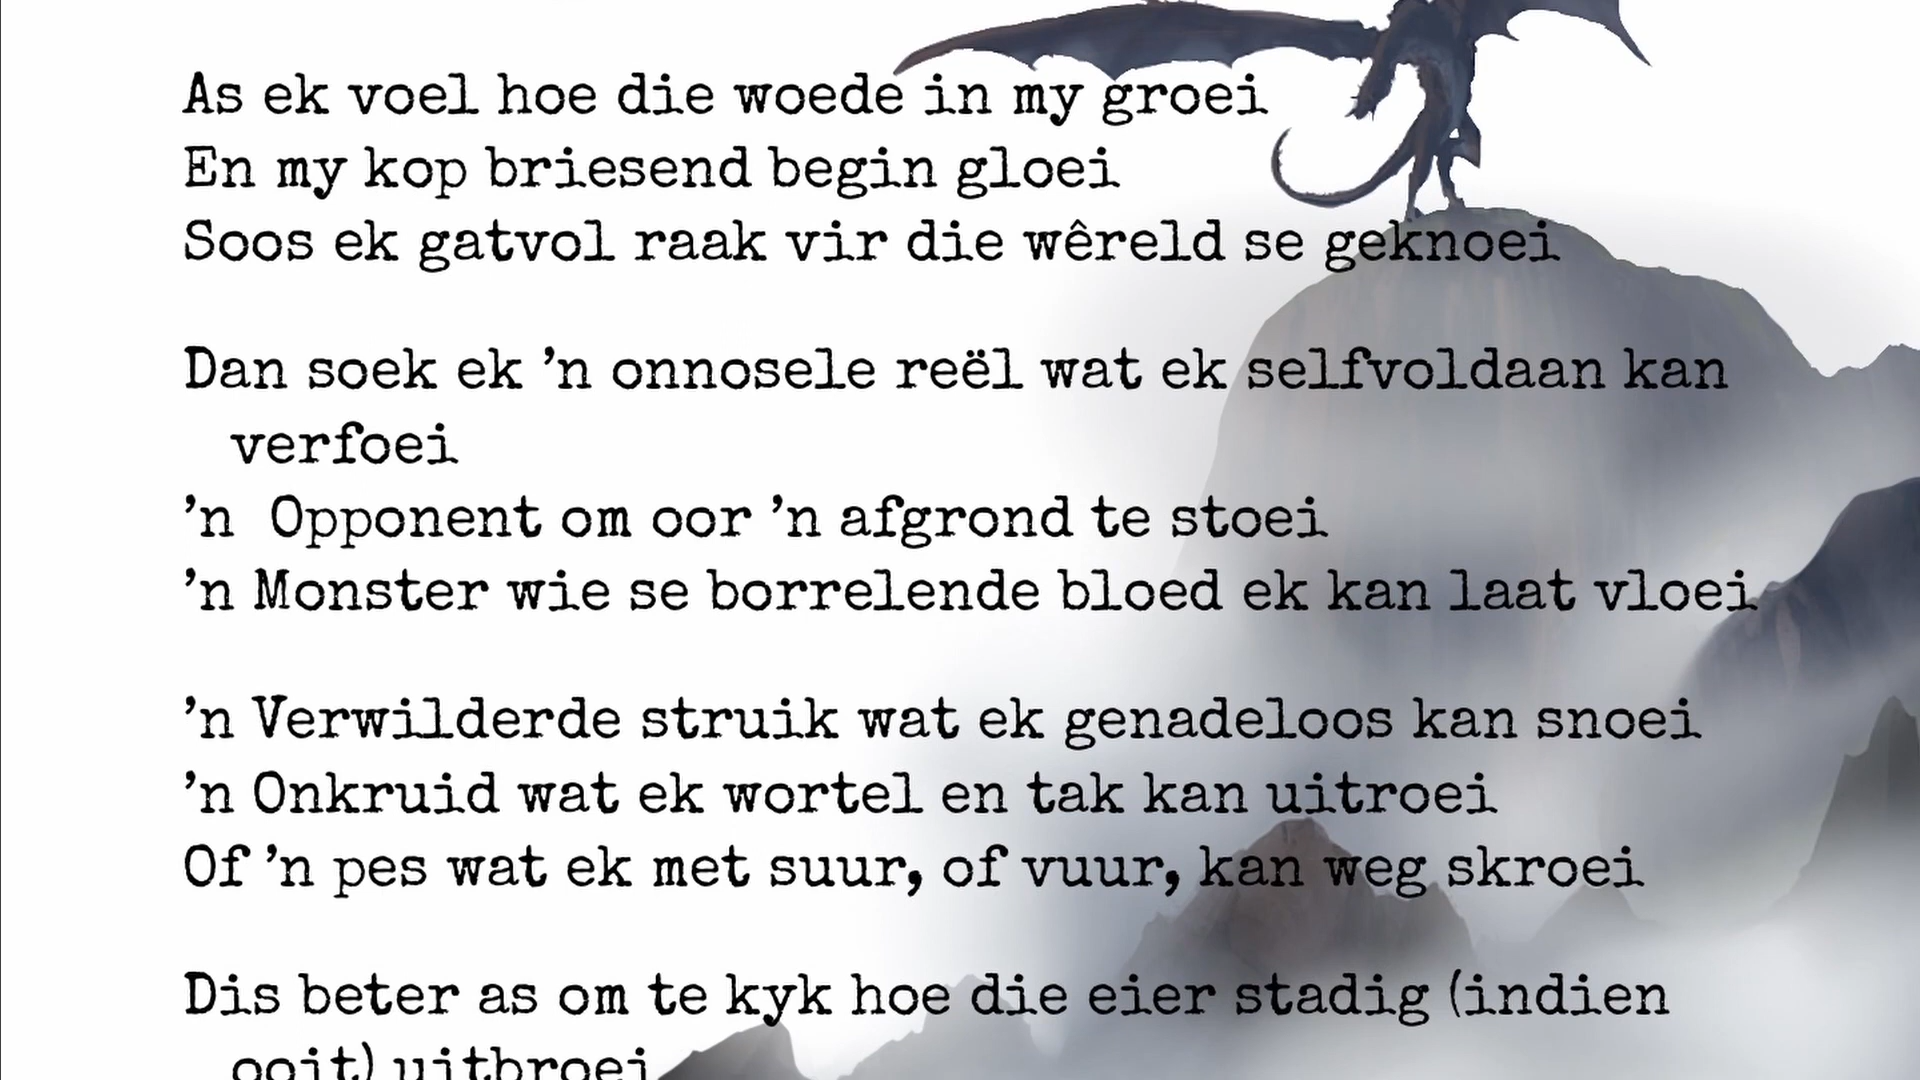 As ek voel hoe die woede in my groei
En my kop briesend begin gloei
Soos ek gatvol raak vir die wêreld se geknoei
Dan soek ek ’n onnosele reël wat ek selfvoldaan kan
verfoei
’n Opponent om oor ’n afgrond te stoei
’n Monster wie se borrelende bloed ek kan laat vloei
’n Verwilderde struik wat ek genadeloos kan snoei
’n Onkruid wat ek wortel en tak kan uitroei
Of ’n pes wat ek met suur, of vuur, kan weg skroei
Dis beter as om te kyk hoe die eier stadig (indien
ooit) uitbroei